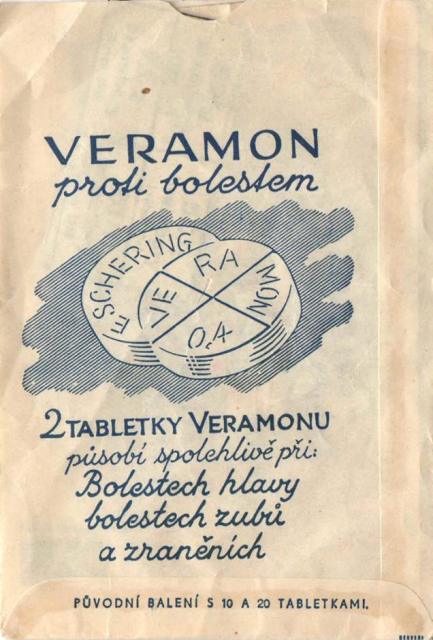 VERAMON
proti bolestem
E SCHERING
VE RA MON
0,4
2 TABLETKY VERAMONU
působí spolehlivě při:
Bolestech hlavy
bolestech zubů
a zraněních
PŮVODNÍ BALENÍ S 10 A 20 TABLETKAMI.